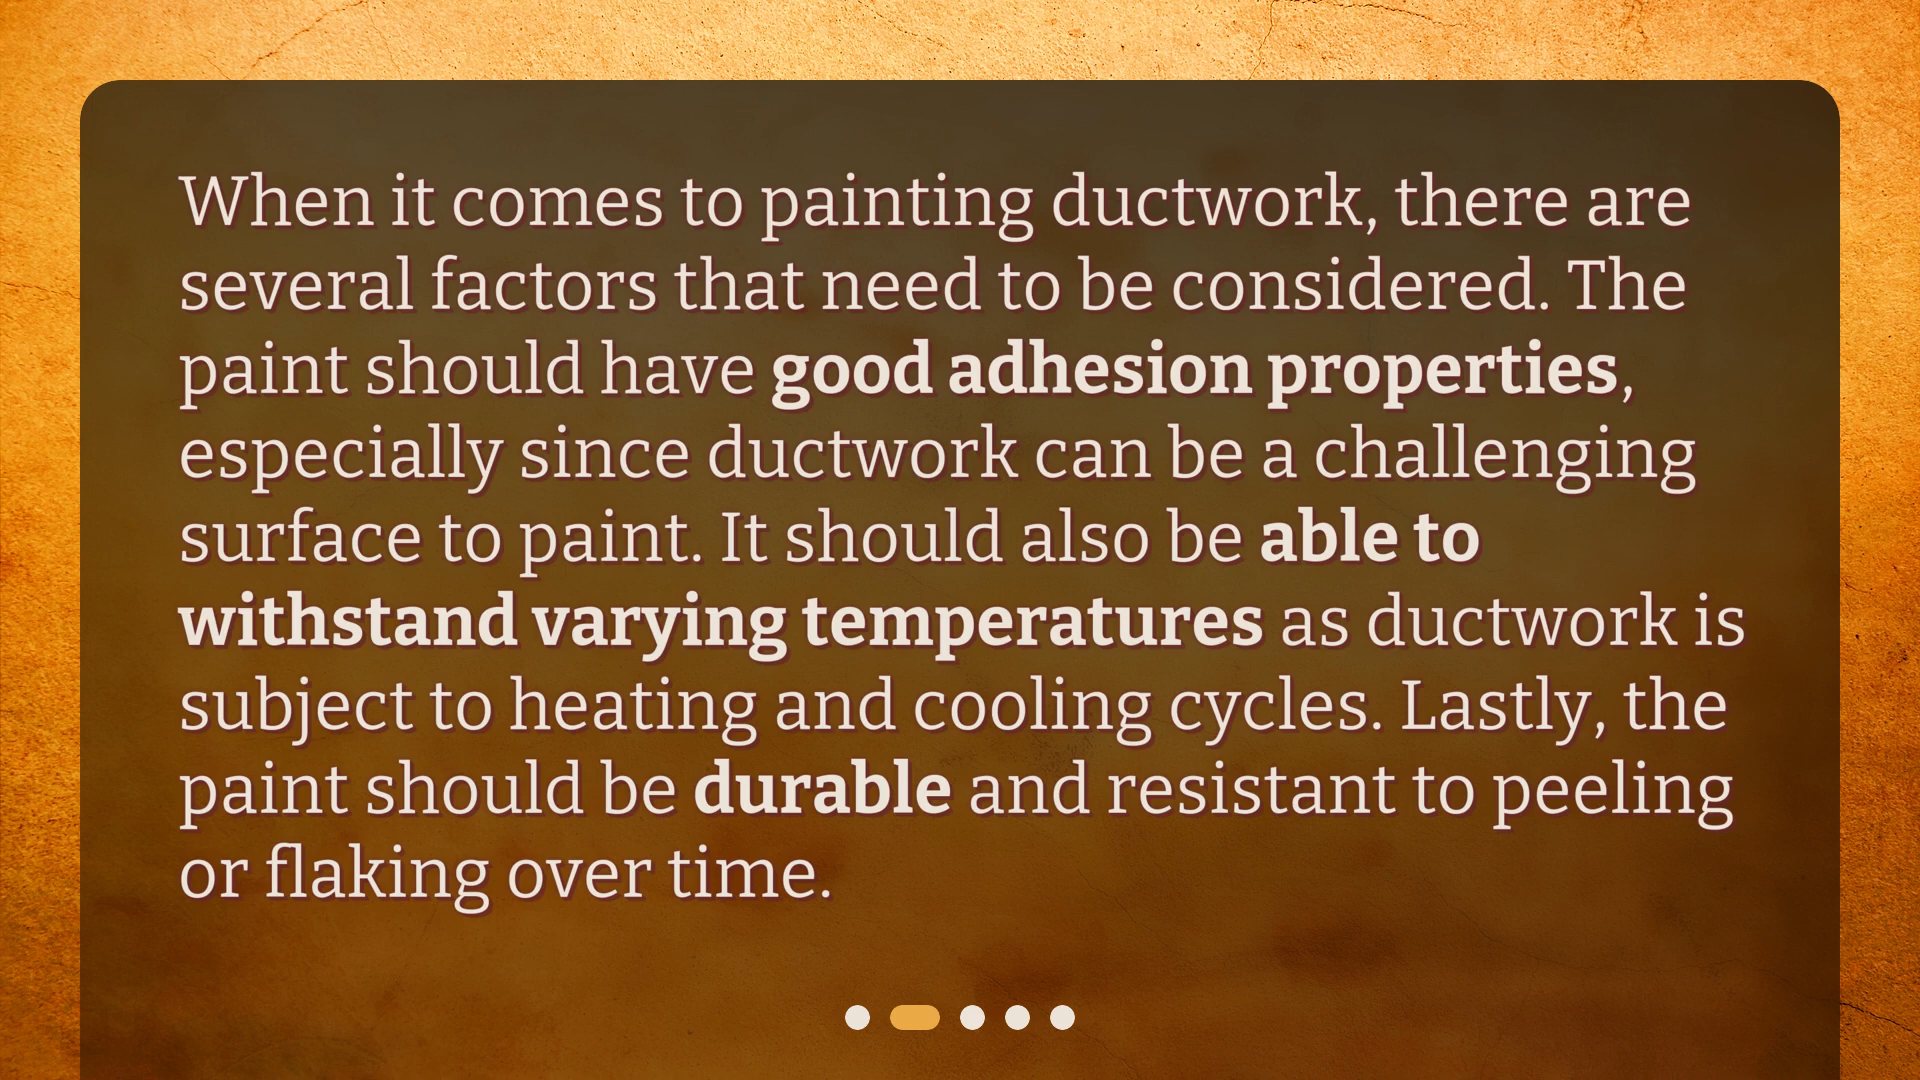 When it comes to painting ductwork, there are
several factors that need to be considered. The
paint should have good adhesion properties,
especially since ductwork can be a challenging
surface to paint. It should also be able to
withstand varying temperatures as ductwork is
subject to heating and cooling cycles. Lastly, the
paint should be durable and resistant to peeling
or flaking over time.